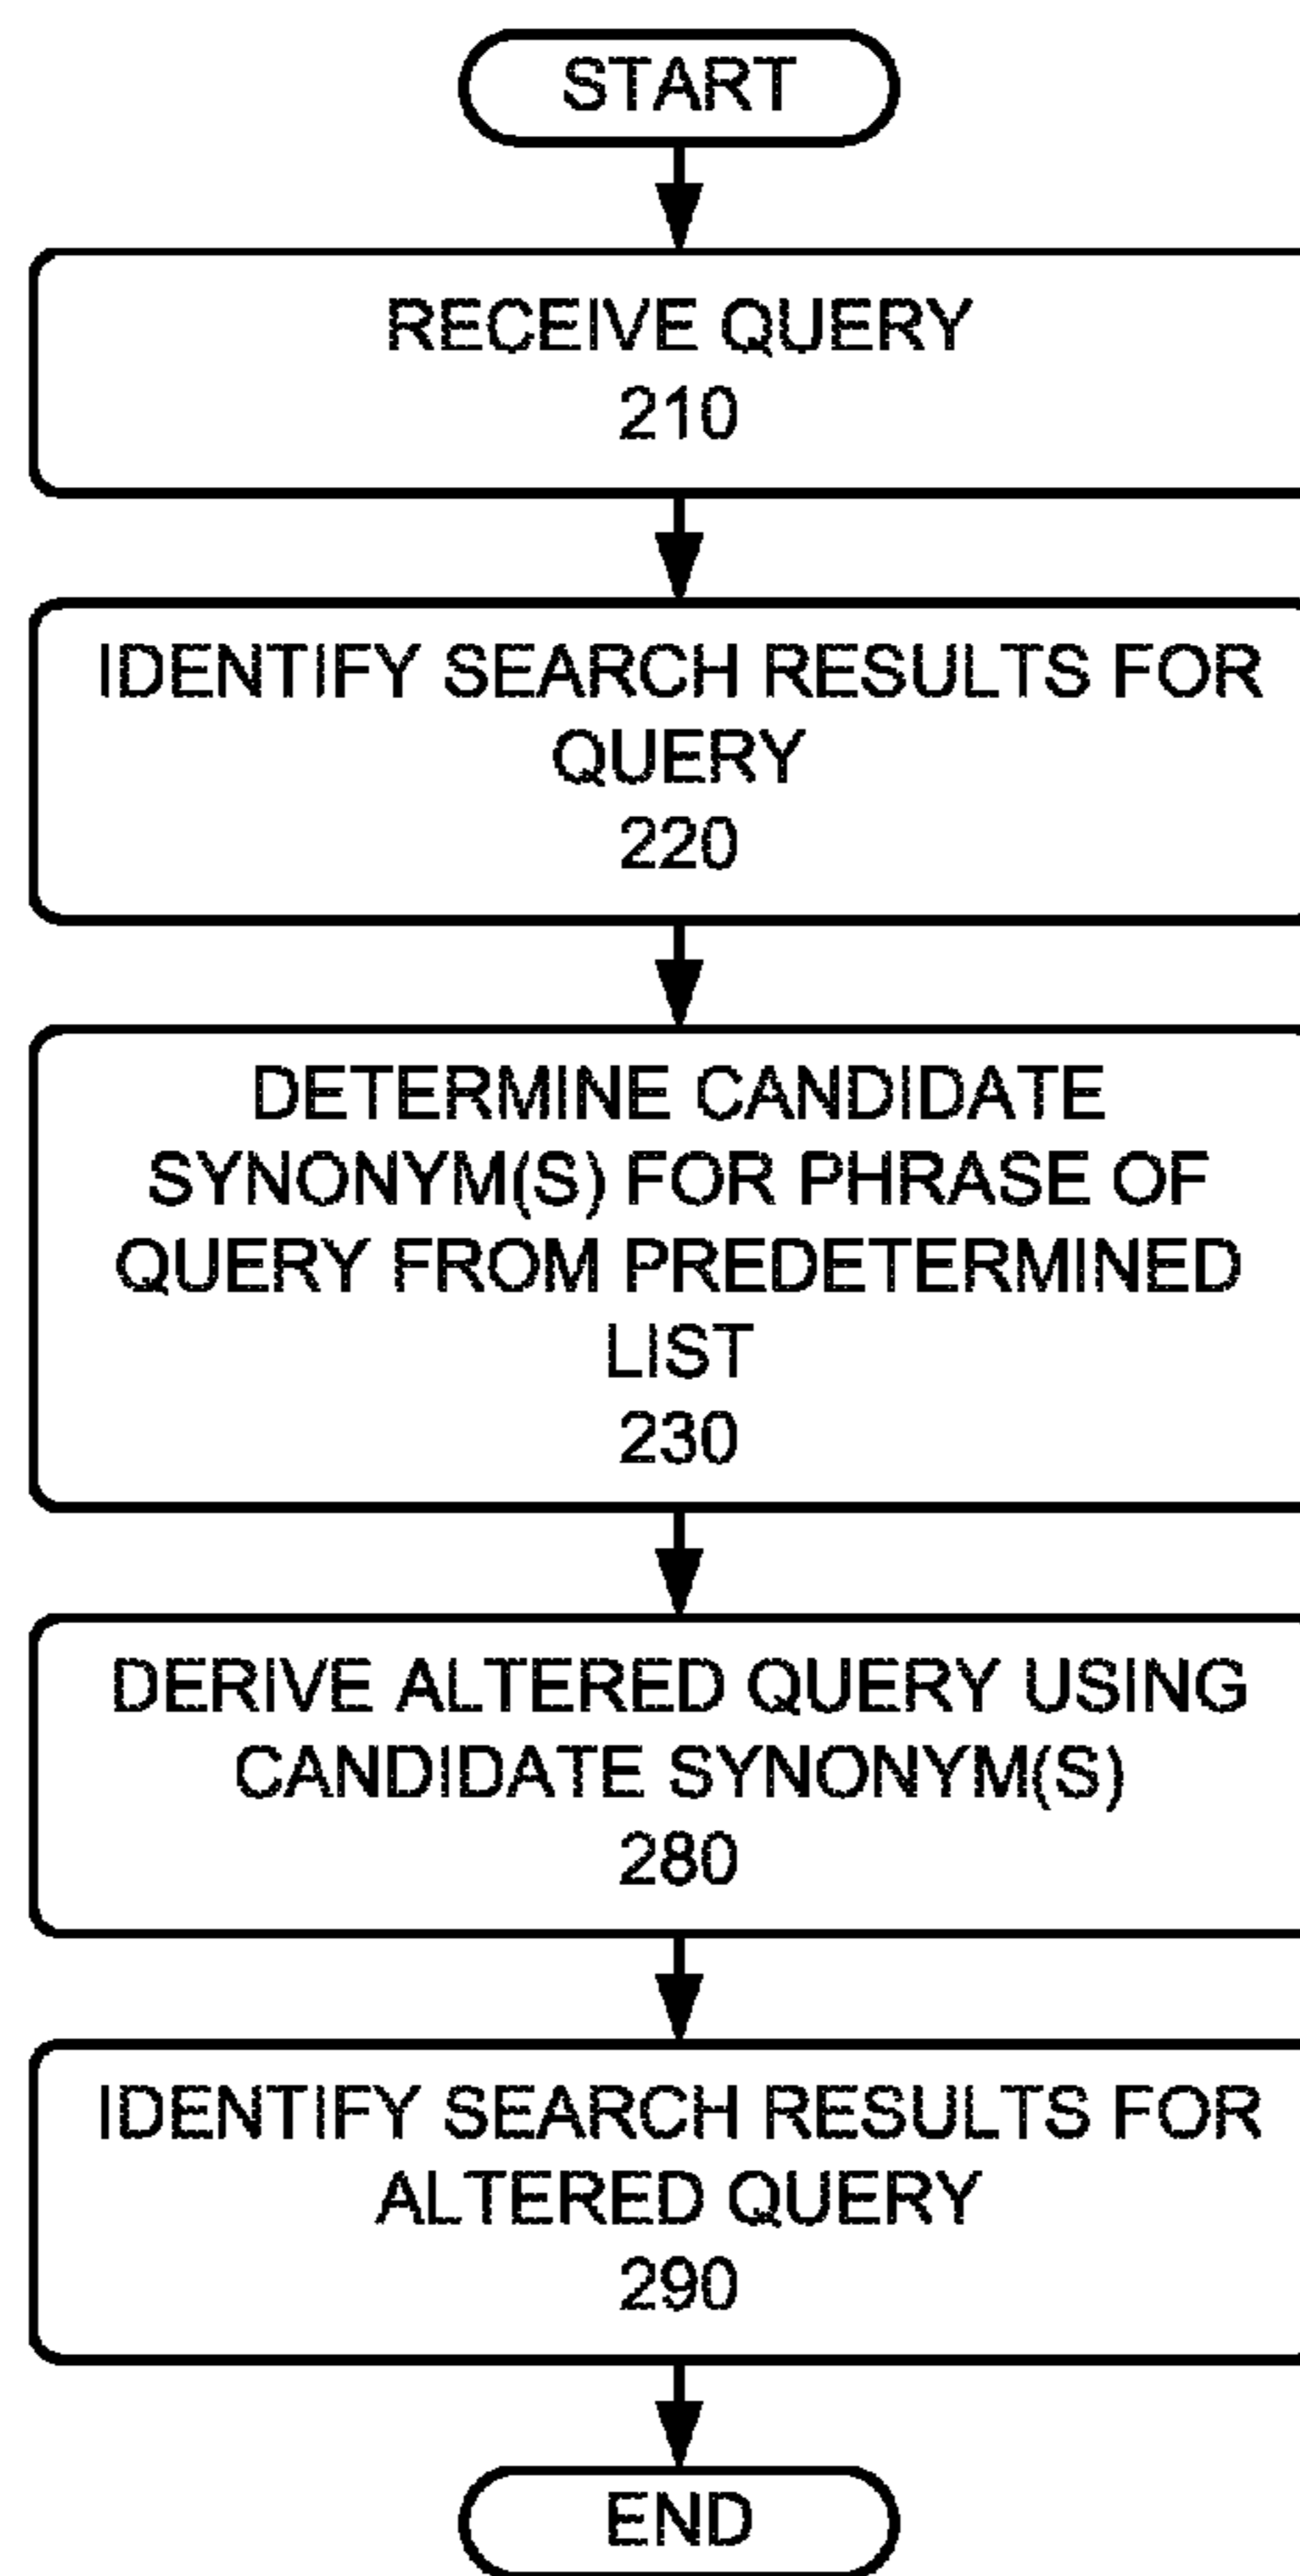 START
RECEIVE QUERY
210
IDENTIFY SEARCH RESULTS FOR
QUERY
220
DETERMINE CANDIDATE
SYNONYM(S) FOR PHRASE OF
QUERY FROM PREDETERMINED
LIST
230
DERIVE ALTERED QUERY USING
CANDIDATE SYNONYM(S)
280
IDENTIFY SEARCH RESULTS FOR
ALTERED QUERY
290
END